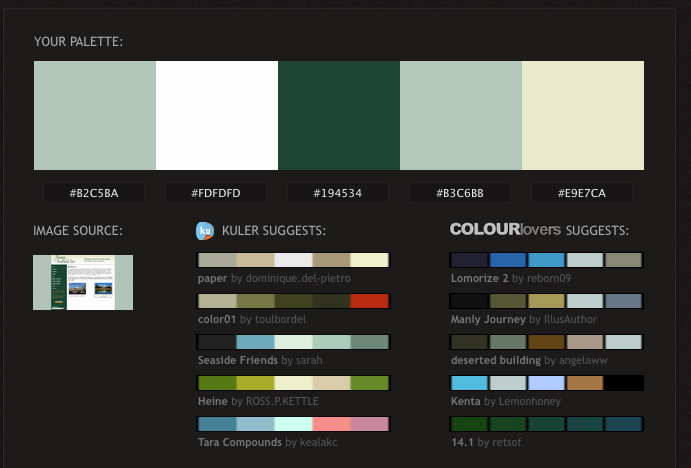 YOUR PALETTE:
#B2C5BA
#FDFDFD
#194534
#B3C6BB
#E9E7CA
IMAGE SOURCE:
ku KULER SUGGESTS:
paper by dominique.del-pietro
color01 by toulbordel
Seaside Friends by sarah
Heine by ROSS.P.KETTLE
Tara Compounds by kealakc
COLOURlovers SUGGESTS:
Lomorize 2 by reborn09
Manly Journey by IllusAuthor
deserted building by angelaww
Kenta by Lemonhoney
14.1 by retsof